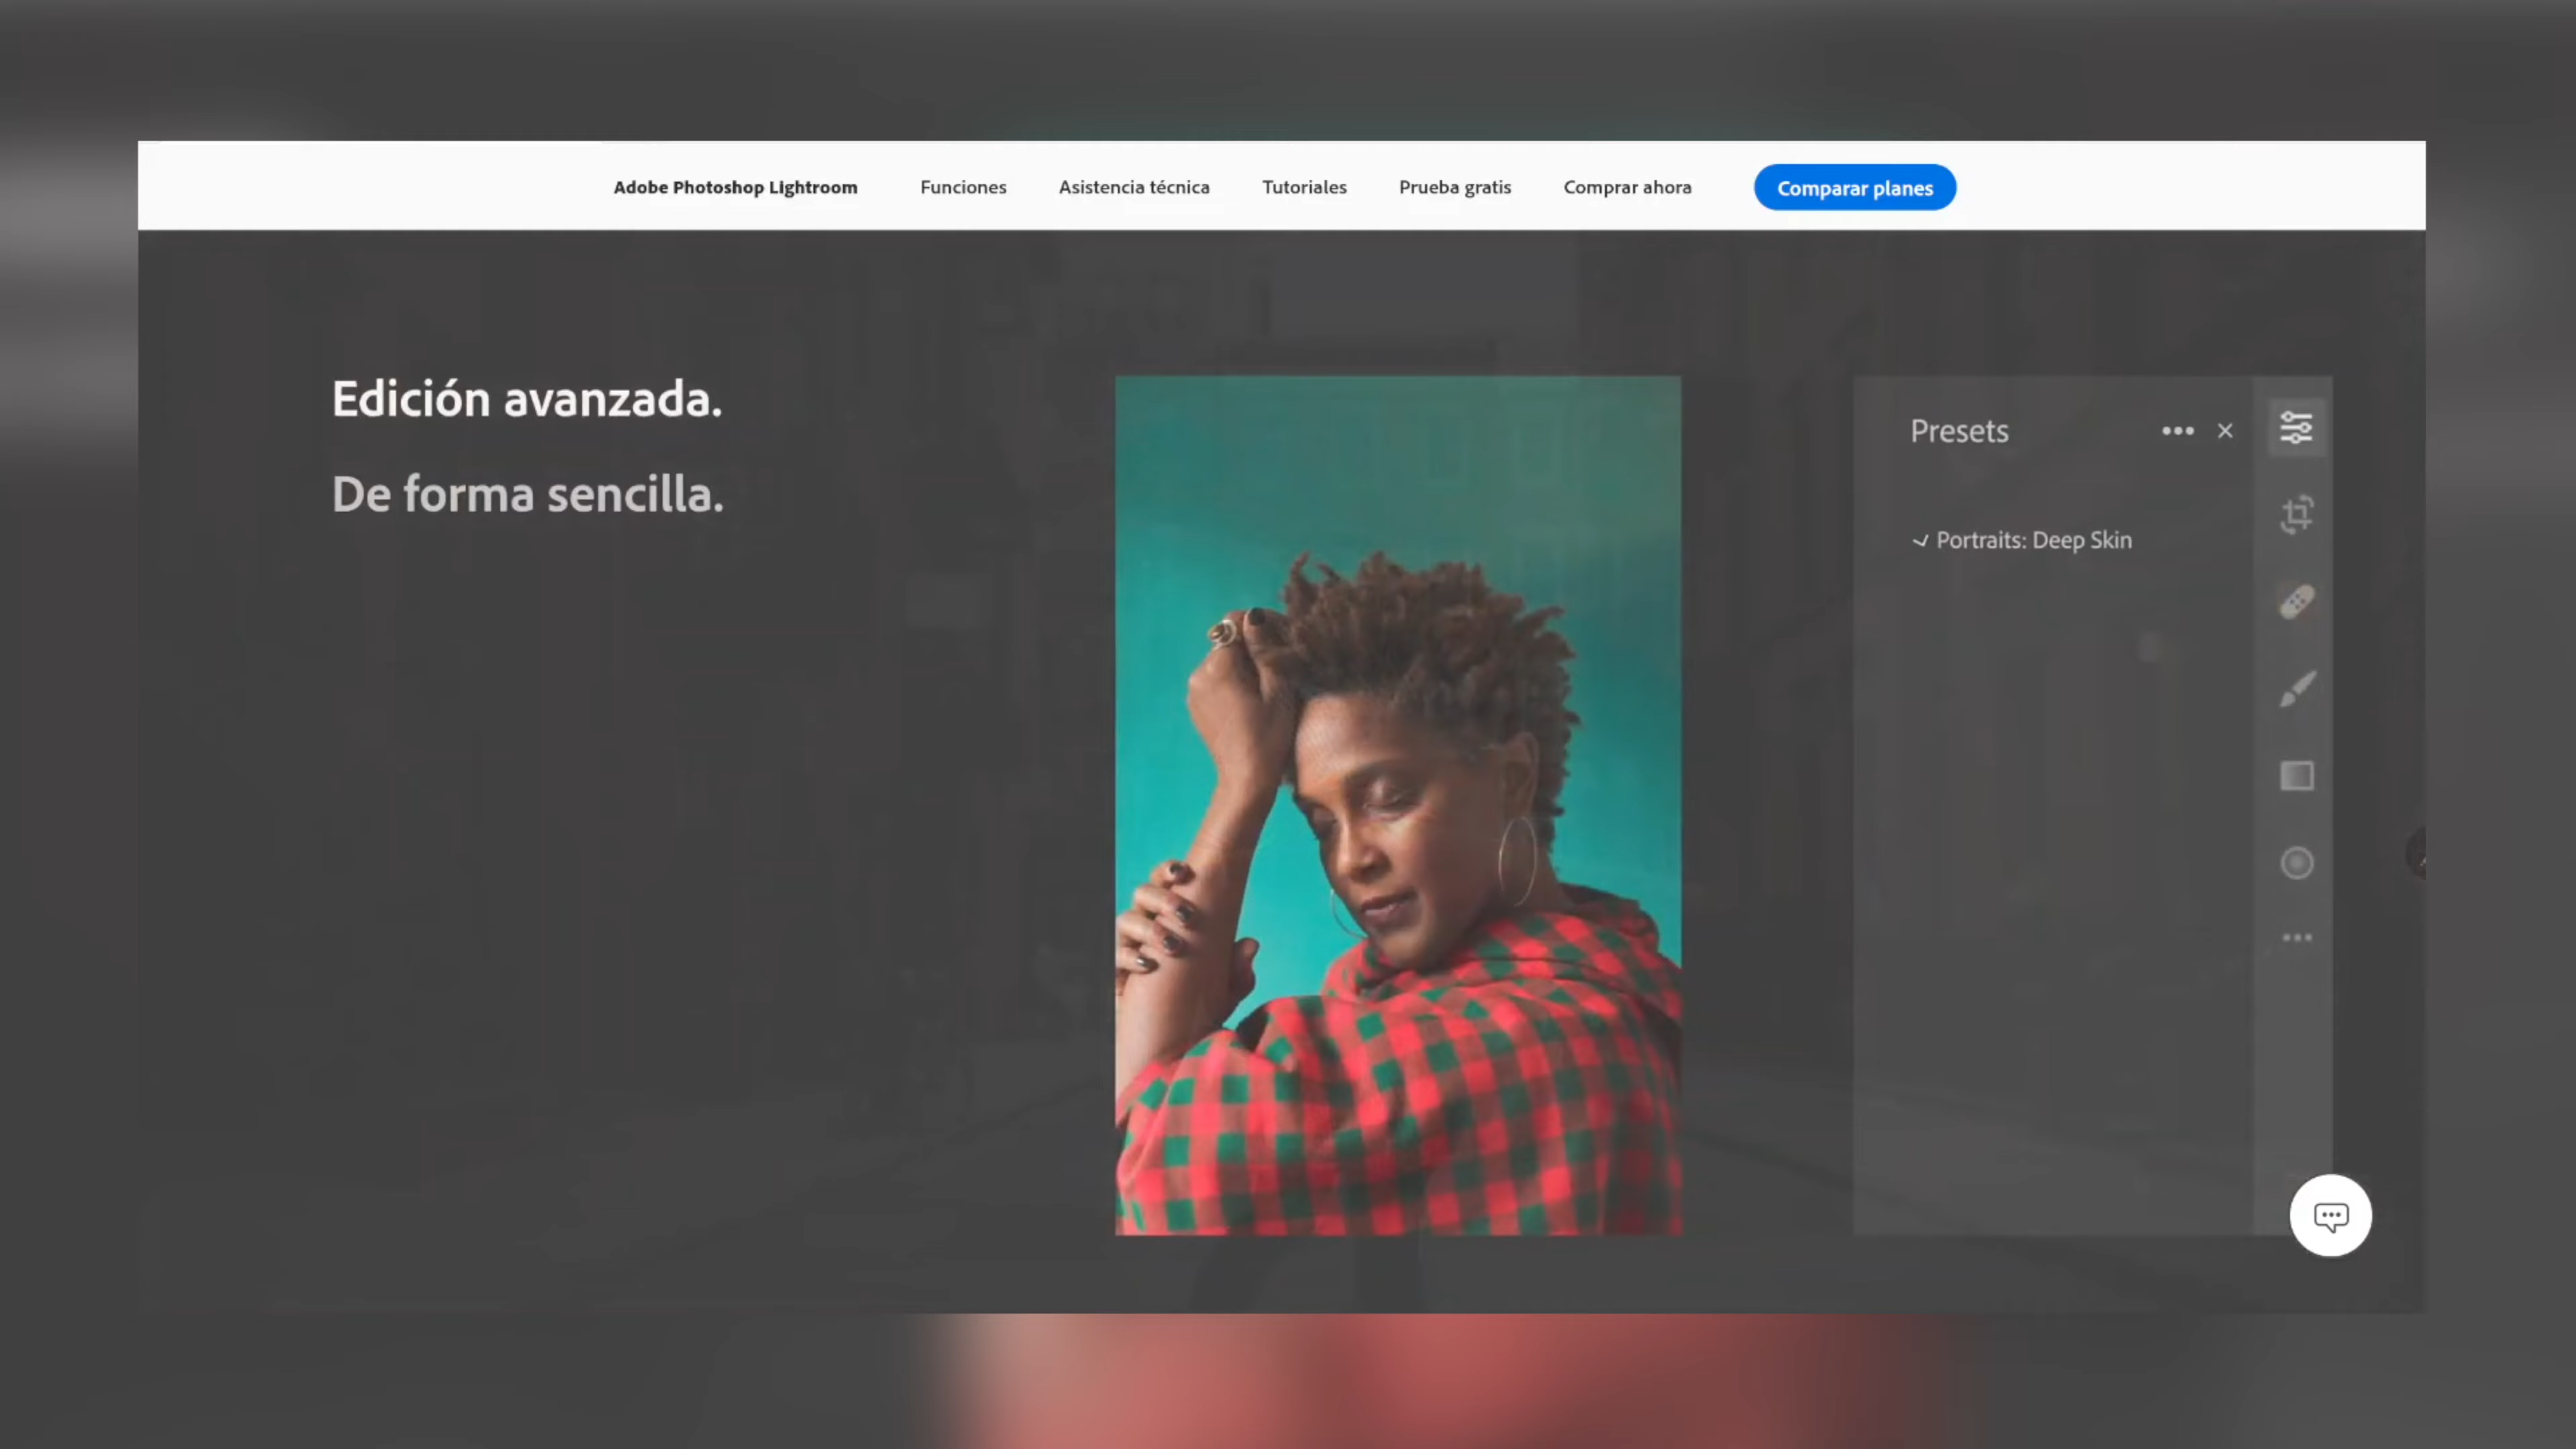 Adobe Photoshop Lightroom Funciones Asistencia técnica Tutoriales Prueba gratis Comprar ahora Comparar planes
Edición avanzada.
De forma sencilla.
Presets
Portraits: Deep Skin